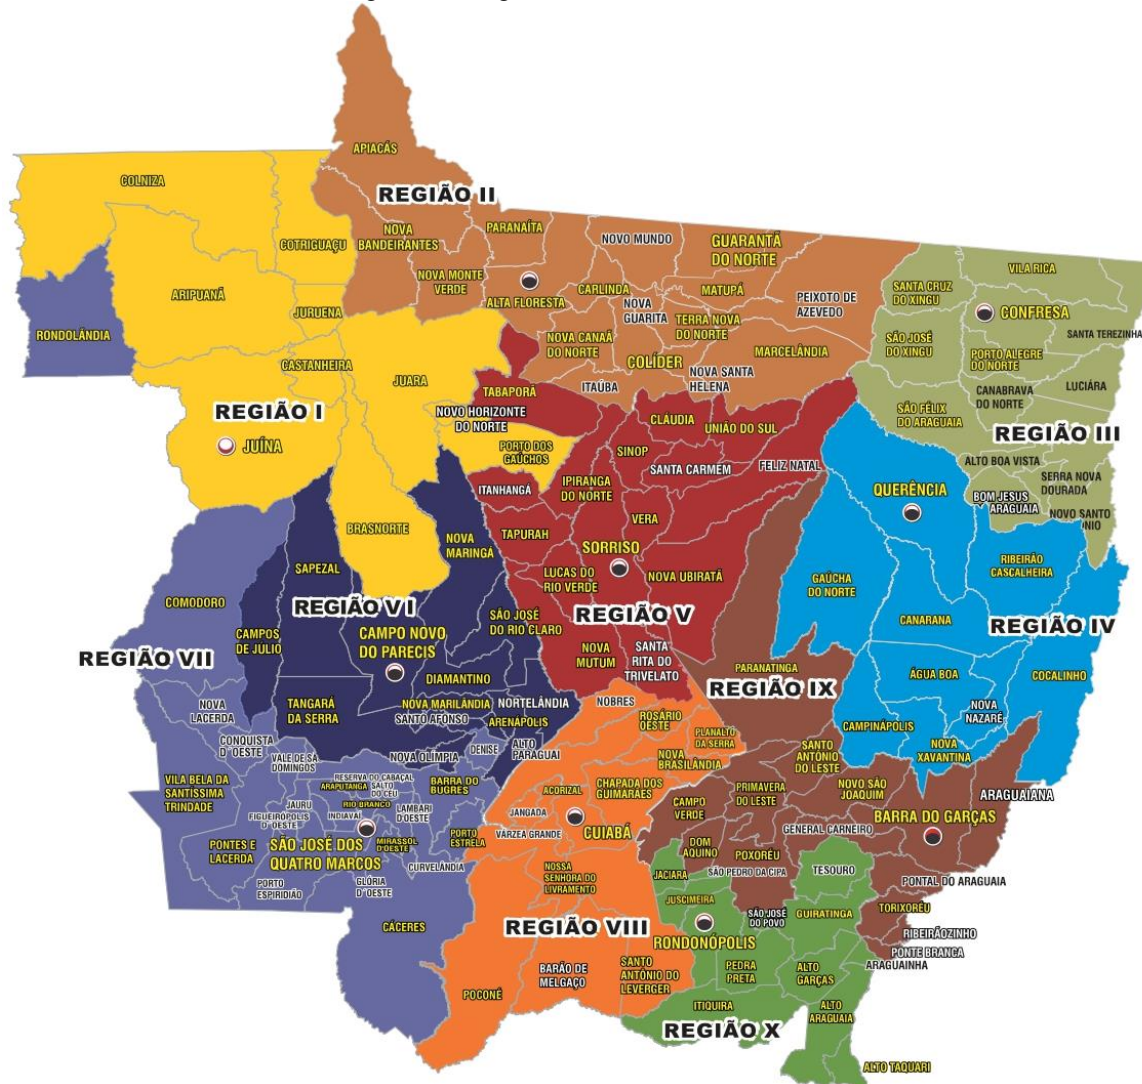 APIACÁS
COLNIZA
REGIÃO II
COTRIGUAÇU
NOVA
BANDEIRANTES
PARANAÍTA
NOVO MUNDO
GUARANTÃ
DO NORTE
VILA RICA
NOVA MONTE
VERDE
ARIPUANÃ
ALTA FLORESTA
CARLINDA
MATUPÁ
PEIXOTO DE
AZEVEDO
SANTA CRUZ
DO XINGU
CONFRESA
JURUENA
NOVA
GUARITA
TERRA NOVA
DO NORTE
RONDOLÂNDIA
SANTA TEREZINHA
NOVA CANAÃ
DO NORTE
SÃO JOSÉ
DO XINGU
COLÍDER
MARCELÂNDIA
PORTO ALEGRE
DO NORTE
CASTANHEIRA
JUARA
ITAÚBA
NOVA SANTA
HELENA
CANABRAVA
DO NORTE
LUCIÁRA
TABAPORÃ
REGIÃO I
NOVO HORIZONTE
DO NORTE
CLÁUDIA
UNIÃO DO SUL
SÃO FÉLIX
DO ARAGUAIA
REGIÃO III
JUÍNA
PORTO DOS
GAÚCHOS
SINOP
SANTA CARMEM
FELIZ NATAL
ALTO BOA VISTA
ITANHANGÁ
IPIRANGA
DO NORTE
QUERÊNCIA
BOM JESUS
ARAGUAIA
SERRA NOVA
DOURADA
NOVO SANTO
ONIO
BRASNORTE
NOVA
MARINGÁ
TAPURAH
VERA
SORRISO
SAPEZAL
RIBEIRÃO
CASCALHEIRA
LUCAS DO
RIO VERDE
NOVA UBIRATÃ
GAÚCHA
DO NORTE
COMODORO
REGIÃO VI
SÃO JOSÉ
DO RIO CLARO
REGIÃO V
CANARANA
REGIÃO IV
CAMPOS
DE JÚLIO
CAMPO NOVO
DO PARECIS
NOVA
MUTUM
SANTA
RITA DO
TRIVELATO
REGIÃO VII
PARANATINGA
REGIÃO IX
ÁGUA BOA
COCALINHO
DIAMANTINO
TANGARÁ
DA SERRA
NOVA MARILÂNDIA
SANTO AFONSO
NORTELÂNDIA
ARENÁPOLIS
NOBRES
ROSÁRIO
OESTE
PLANALTO
DA SERRA
CAMPINÁPOLIS
NOVA
NAZARÉ
NOVA
LACERDA
CONQUISTA
D'OESTE
VALE DE SÃ
DOMINGOS
NOVA OLÍMPIA
DENISE
ALTO
PARAGUAI
NOVA
BRASILÂNDIA
SANTO
ANTÔNIO
DO LESTE
NOVA
XAVANTINA
VILA BELA DA
SANTÍSSIMA
TRINDADE
RESERVA DO CABAÇAL
ARAPUTANGA
SALTO
DO CÉU
RIO BRANCO
BARRA DO
BUGRES
ACORIZAL
CHAPADA DOS
GUIMARÃES
PRIMAVERA
DO LESTE
NOVO SÃO
JOAQUIM
ARAGUAIANA
JAURU
FIGUEIRÓPOLIS
D'OESTE
INDIAVAÍ
LAMBARI
D'OESTE
JANGADA
CAMPO
VERDE
BARRA DO GARÇAS
PONTES E
LACERDA
SÃO JOSÉ DOS
QUATRO MARCOS
MIRASSOL
D'OESTE
PORTO
ESTRELA
VÁRZEA GRANDE
CUIABÁ
GENERAL CARNEIRO
DOM
AQUINO
POXORÉU
CURVELÂNDIA
NOSSA
SENHORA DO
LIVRAMENTO
JACIARA
SÃO PEDRO DA CIPA
TESOURO
PORTO
ESPIRIDIÃO
GLÓRIA
D'OESTE
PONTAL DO ARAGUAIA
JUSCIMEIRA
CÁCERES
REGIÃO VIII
SÃO JOSÉ
DO POVO
GUIRATINGA
TORIXORÉU
RONDONÓPOLIS
RIBEIRÃOZINHO
PONTE BRANCA
ARAGUAINHA
BARÃO DE
MELGAÇO
SANTO
ANTÔNIO DO
LEVERGER
PEDRA
PRETA
ALTO
GARÇAS
POCONÉ
ITIQUIRA
ALTO
ARAGUAIA
REGIÃO X
ALTO TAQUARI